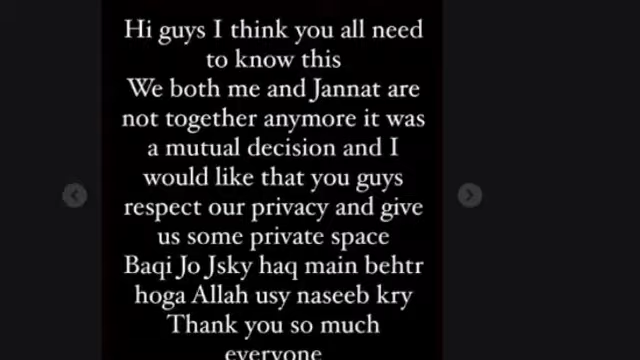 Hi guys I think you all need
to know this
We both me and Jannat are
not together anymore it was
a mutual decision and I
would like that you guys
respect our privacy and give
us some private space
Baqi Jo Jsky haq main behtr
hoga Allah usy naseeb kry
Thank you so much
everyone